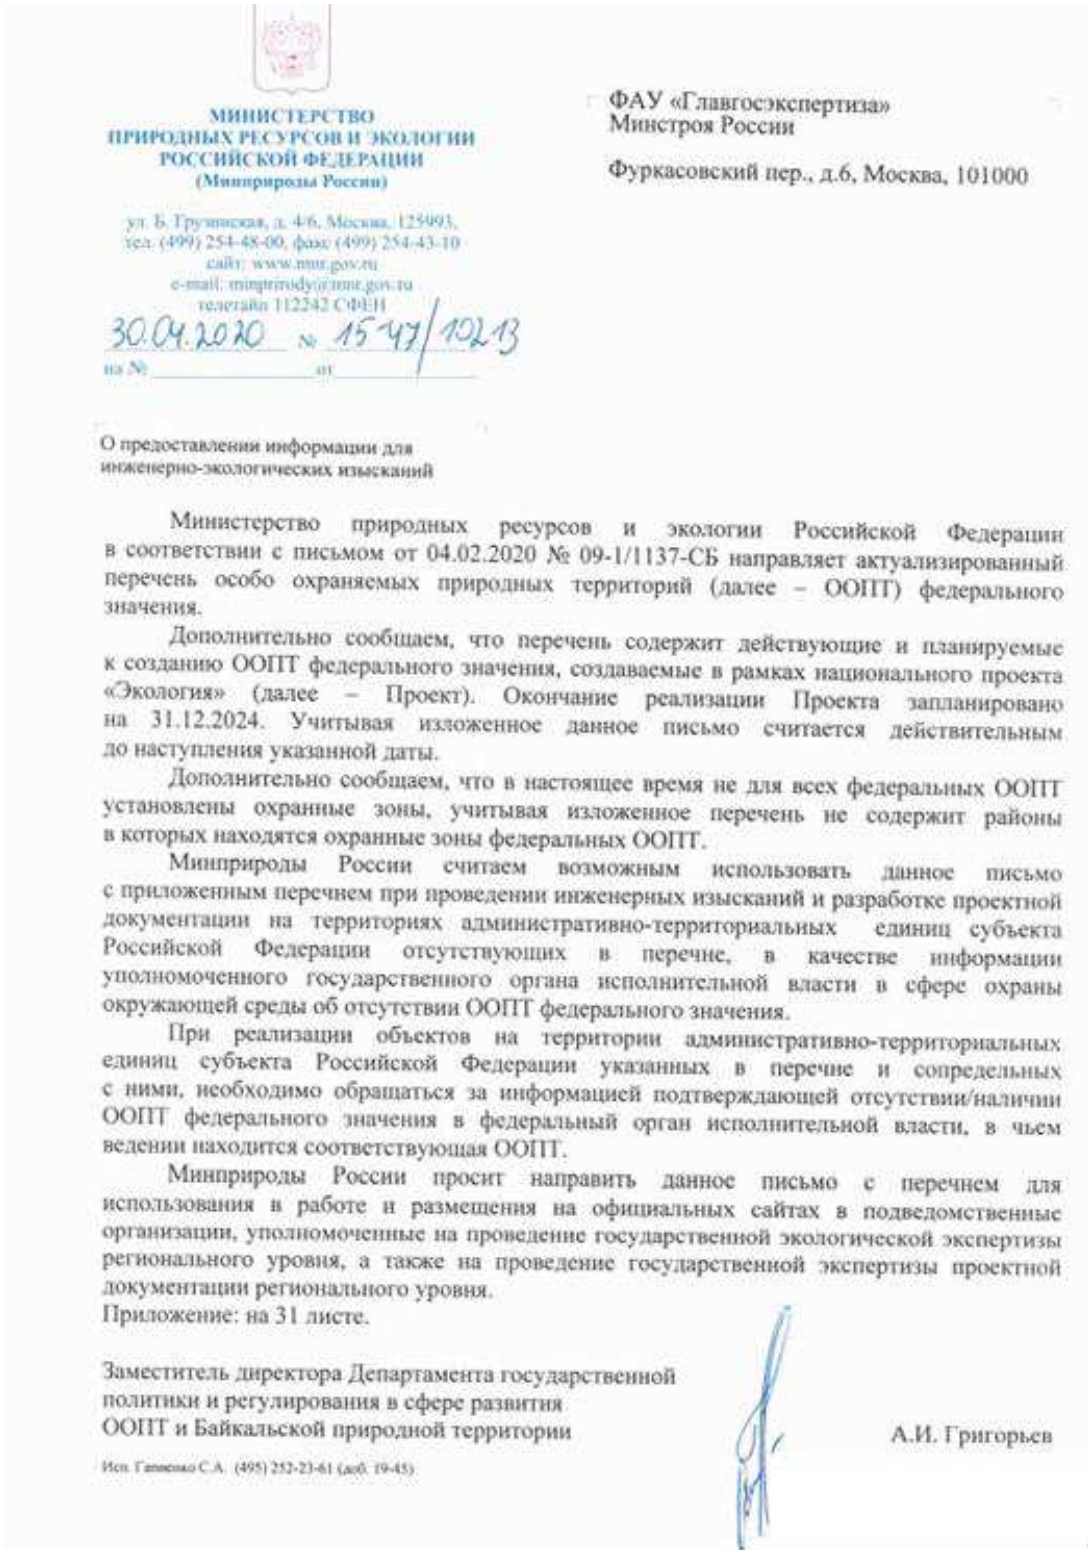 МИНИСТЕРСТВО
ПРИРОДНЫХ РЕСУРСОВ И ЭКОЛОГИИ
РОССИЙСКОЙ ФЕДЕРАЦИИ
(Минприроды России)
ул. Б. Грузинская, д. 4/6, Москва, 125993,
тел. (499) 254-48-00, факс (499) 254-43-10
сайт: www.mnr.gov.ru
e-mail: minprirody@mnr.gov.ru
телетайп 112242 СФЕН
30.04.2020 № 15-47/10213
на № от
ФАУ «Главгосэкспертиза»
Минстроя России
Фуркасовский пер., д.6, Москва, 101000
О предоставлении информации для
инженерно-экологических изысканий
Министерство природных ресурсов и экологии Российской Федерации
в соответствии с письмом от 04.02.2020 № 09-1/1137-СБ направляет актуализированный
перечень особо охраняемых природных территорий (далее – ООПТ) федерального
значения.
Дополнительно сообщаем, что перечень содержит действующие и планируемые
к созданию ООПТ федерального значения, создаваемые в рамках национального проекта
«Экология» (далее – Проект). Окончание реализации Проекта запланировано
на 31.12.2024. Учитывая изложенное данное письмо считается действительным
до наступления указанной даты.
Дополнительно сообщаем, что в настоящее время не для всех федеральных ООПТ
установлены охранные зоны, учитывая изложенное перечень не содержит районы
в которых находятся охранные зоны федеральных ООПТ.
Минприроды России считаем возможным использовать данное письмо
с приложенным перечнем при проведении инженерных изысканий и разработке проектной
документации на территориях административно-территориальных единиц субъекта
Российской Федерации отсутствующих в перечне, в качестве информации
уполномоченного государственного органа исполнительной власти в сфере охраны
окружающей среды об отсутствии ООПТ федерального значения.
При реализации объектов на территории административно-территориальных
единиц субъекта Российской Федерации указанных в перечне и сопредельных
с ними, необходимо обращаться за информацией подтверждающей отсутствии/наличии
ООПТ федерального значения в федеральный орган исполнительной власти, в чьем
ведении находится соответствующая ООПТ.
Минприроды России просит направить данное письмо с перечнем для
использования в работе и размещения на официальных сайтах в подведомственные
организации, уполномоченные на проведение государственной экологической экспертизы
регионального уровня, а также на проведение государственной экспертизы проектной
документации регионального уровня.
Приложение: на 31 листе.
Заместитель директора Департамента государственной
политики и регулирования в сфере развития
ООПТ и Байкальской природной территории
А.И. Григорьев
Исп. Гапиенко С.А. (495) 252-23-61 (доб. 19-45)